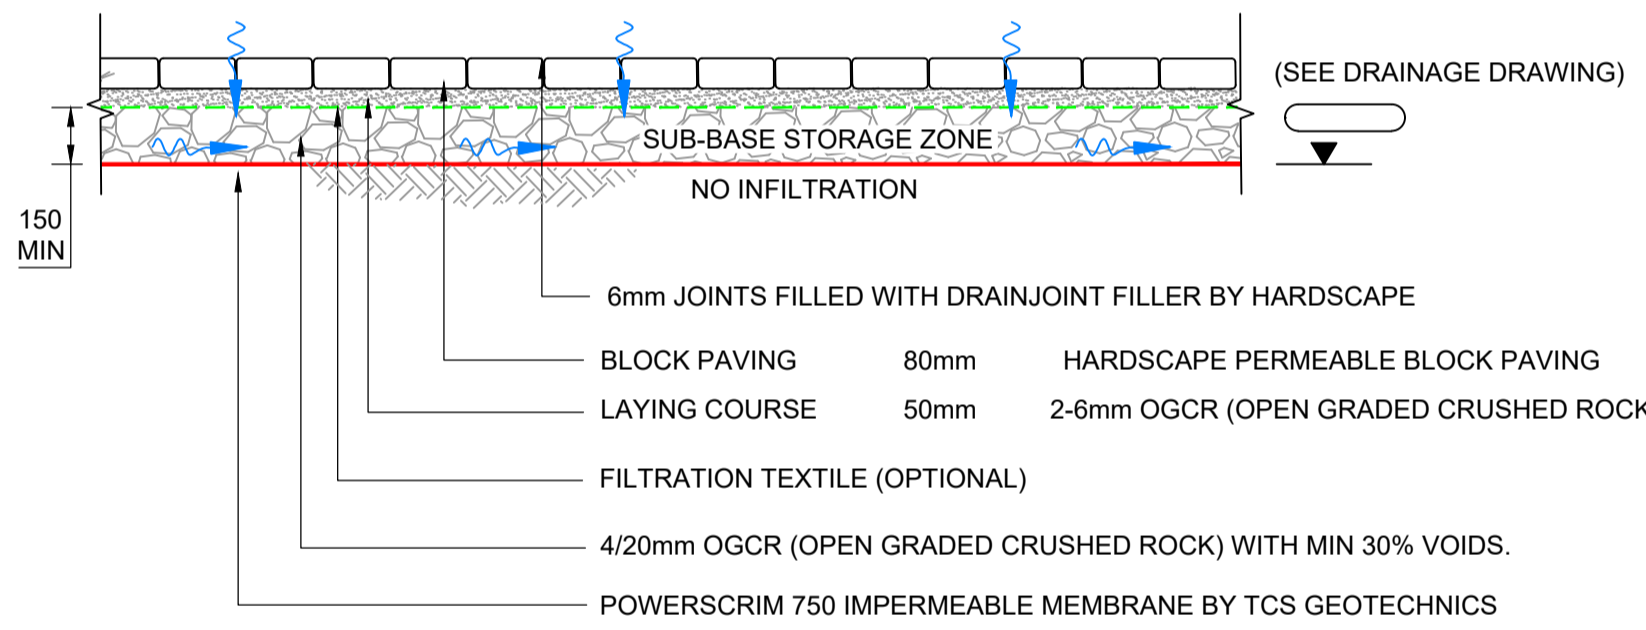 (SEE DRAINAGE DRAWING)
SUB-BASE STORAGE ZONE
NO INFILTRATION
150
MIN
6mm JOINTS FILLED WITH DRAINJOINT FILLER BY HARDSCAPE
BLOCK PAVING 80mm HARDSCAPE PERMEABLE BLOCK PAVING
LAYING COURSE 50mm 2-6mm OGCR (OPEN GRADED CRUSHED ROCK
FILTRATION TEXTILE (OPTIONAL)
4/20mm OGCR (OPEN GRADED CRUSHED ROCK) WITH MIN 30% VOIDS.
POWERSCRIM 750 IMPERMEABLE MEMBRANE BY TCS GEOTECHNICS